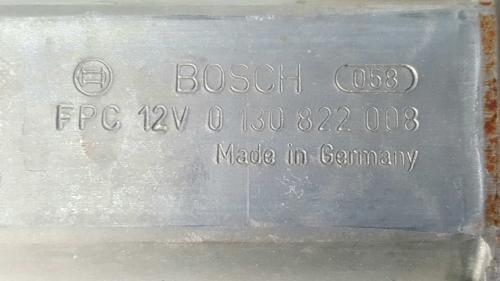 BOSCH 058
FPC 12V 0 130 822 008
Made in Germany